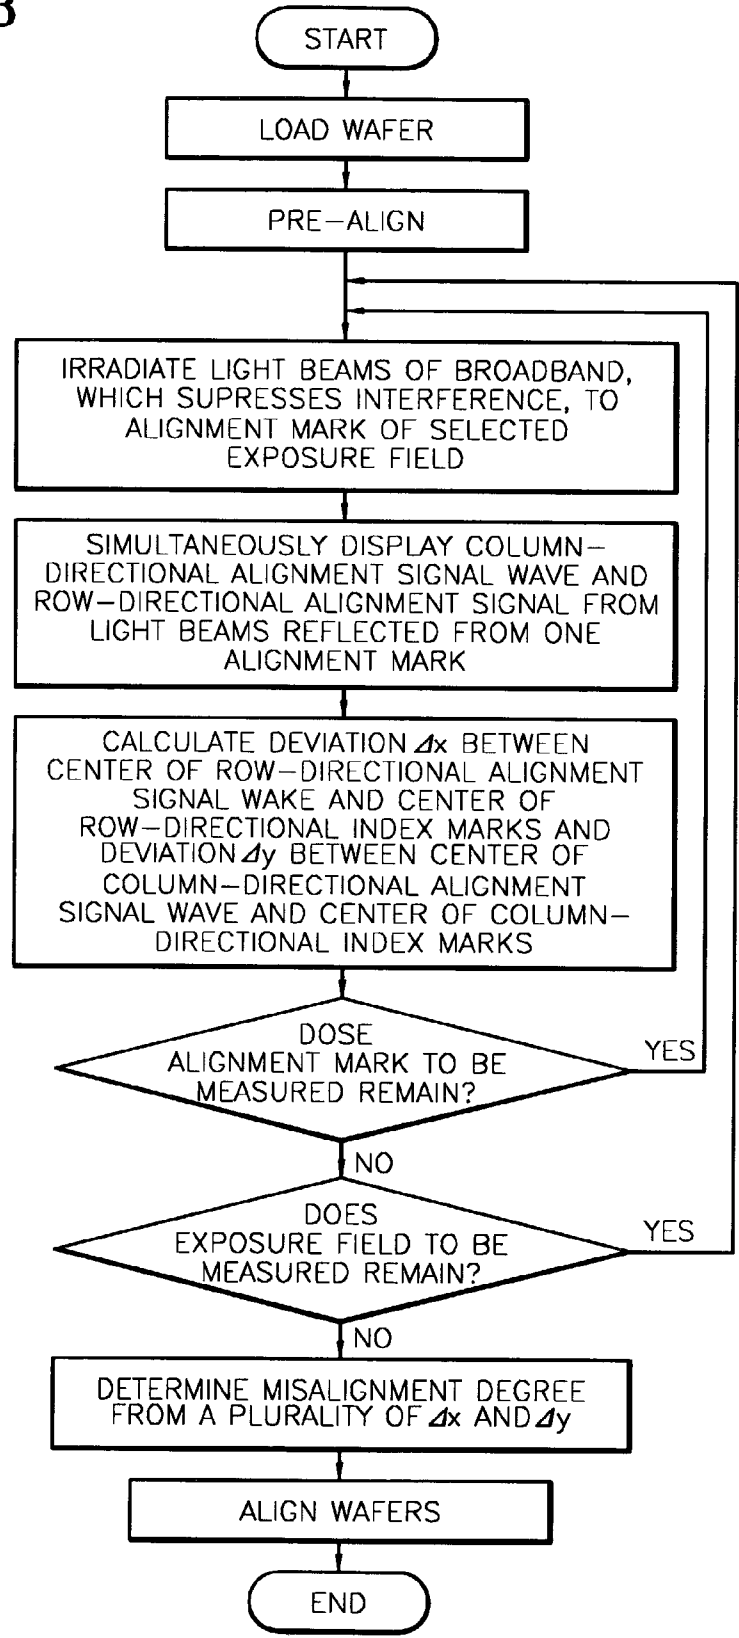 START
LOAD WAFER
PRE-ALIGN
IRRADIATE LIGHT BEAMS OF BROADBAND,
WHICH SUPRESSES INTERFERENCE, TO
ALIGNMENT MARK OF SELECTED
EXPOSURE FIELD
SIMULTANEOUSLY DISPLAY COLUMN-
DIRECTIONAL ALIGNMENT SIGNAL WAVE AND
ROW-DIRECTIONAL ALIGNMENT SIGNAL FROM
LIGHT BEAMS REFLECTED FROM ONE
ALIGNMENT MARK
CALCULATE DEVIATION Δx BETWEEN
CENTER OF ROW-DIRECTIONAL ALIGNMENT
SIGNAL WAKE AND CENTER OF
ROW-DIRECTIONAL INDEX MARKS AND
DEVIATION Δy BETWEEN CENTER OF
COLUMN-DIRECTIONAL ALIGNMENT
SIGNAL WAVE AND CENTER OF COLUMN-
DIRECTIONAL INDEX MARKS
DOSE
ALIGNMENT MARK TO BE
MEASURED REMAIN?
YES
NO
DOES
EXPOSURE FIELD TO BE
MEASURED REMAIN?
YES
NO
DETERMINE MISALIGNMENT DEGREE
FROM A PLURALITY OF Δx AND Δy
ALIGN WAFERS
END